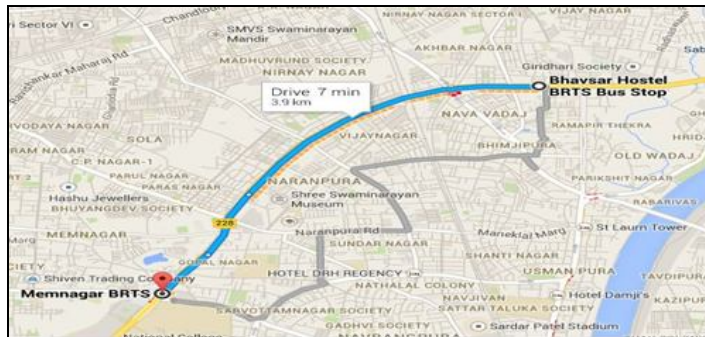 Sector VI
Chandlodia
SMVS Swaminarayan
Mandir
NIRNAY NAGAR SECTOR I
VIJAY NAGAR
AKHBAR NAGAR
Giridhari Society
MADHUVRUND SOCIETY
NIRNAY NAGAR
Bhavsar Hostel
BRTS Bus Stop
Drive 7 min
3.9 km
NAVA VADAJ
RAMAPIR THEKRA
SOLA
VIJAYNAGAR
BHIMJIPURA
OLD WADAJ
C.P. NAGAR-1
PARUL NAGAR
PARAS NAGAR
NARANPURA
PARIKSHIT NAGAR
Hashu Jewellers
BHUYANGDEV SOCIETY
Shree Swaminarayan
Museum
RABARIVAS
228
MEMNAGAR
Naranpura Rd
SUNDAR NAGAR
Maneklal Marg
St Laurn Tower
GOPAL NAGAR
SHANTI NAGAR
USMAN PURA
Shiven Trading Company
HOTEL DRH REGENCY
TAVDIPURA
Memnagar BRTS
NATHALAL COLONY
NAVJIVAN
Hotel Damji's
KAZIPUR
SARVOTTAMNAGAR SOCIETY
SATTAR TALUKA SOCIETY
GADHVI SOCIETY
Sardar Patel Stadium
National College
NAVRANGPURA